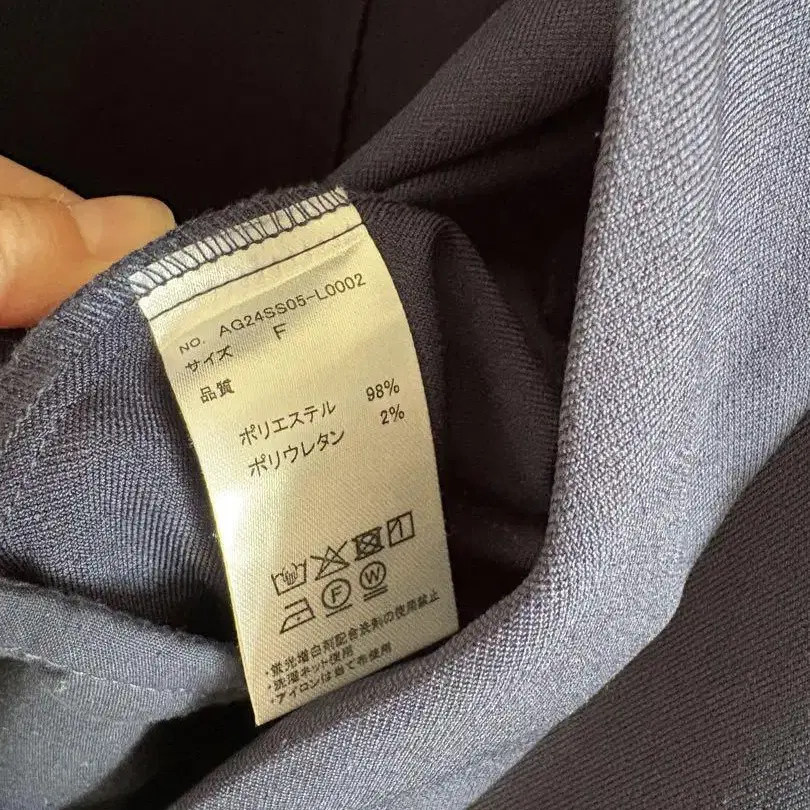 NO. AG24SS05-L0002
サイズ F
品質
ポリエステル 98%
ポリウレタン 2%
F W
・蛍光増白剤配合洗剤の使用禁止
・洗濯ネット使用
・アイロンは当て布使用